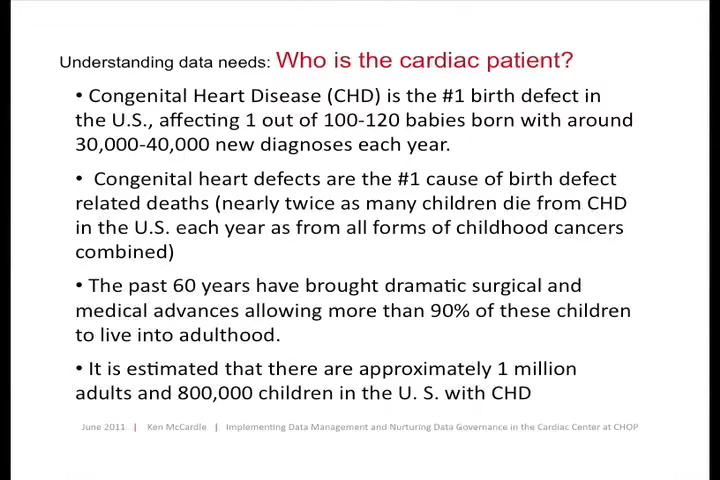 Understanding data needs: Who is the cardiac patient?
• Congenital Heart Disease (CHD) is the #1 birth defect in
the U.S., affecting 1 out of 100-120 babies born with around
30,000-40,000 new diagnoses each year.
• Congenital heart defects are the #1 cause of birth defect
related deaths (nearly twice as many children die from CHD
in the U.S. each year as from all forms of childhood cancers
combined)
• The past 60 years have brought dramatic surgical and
medical advances allowing more than 90% of these children
to live into adulthood.
• It is estimated that there are approximately 1 million
adults and 800,000 children in the U. S. with CHD
June 2011 | Ken McCardle | Implementing Data Management and Nurturing Data Governance in the Cardiac Center at CHOP